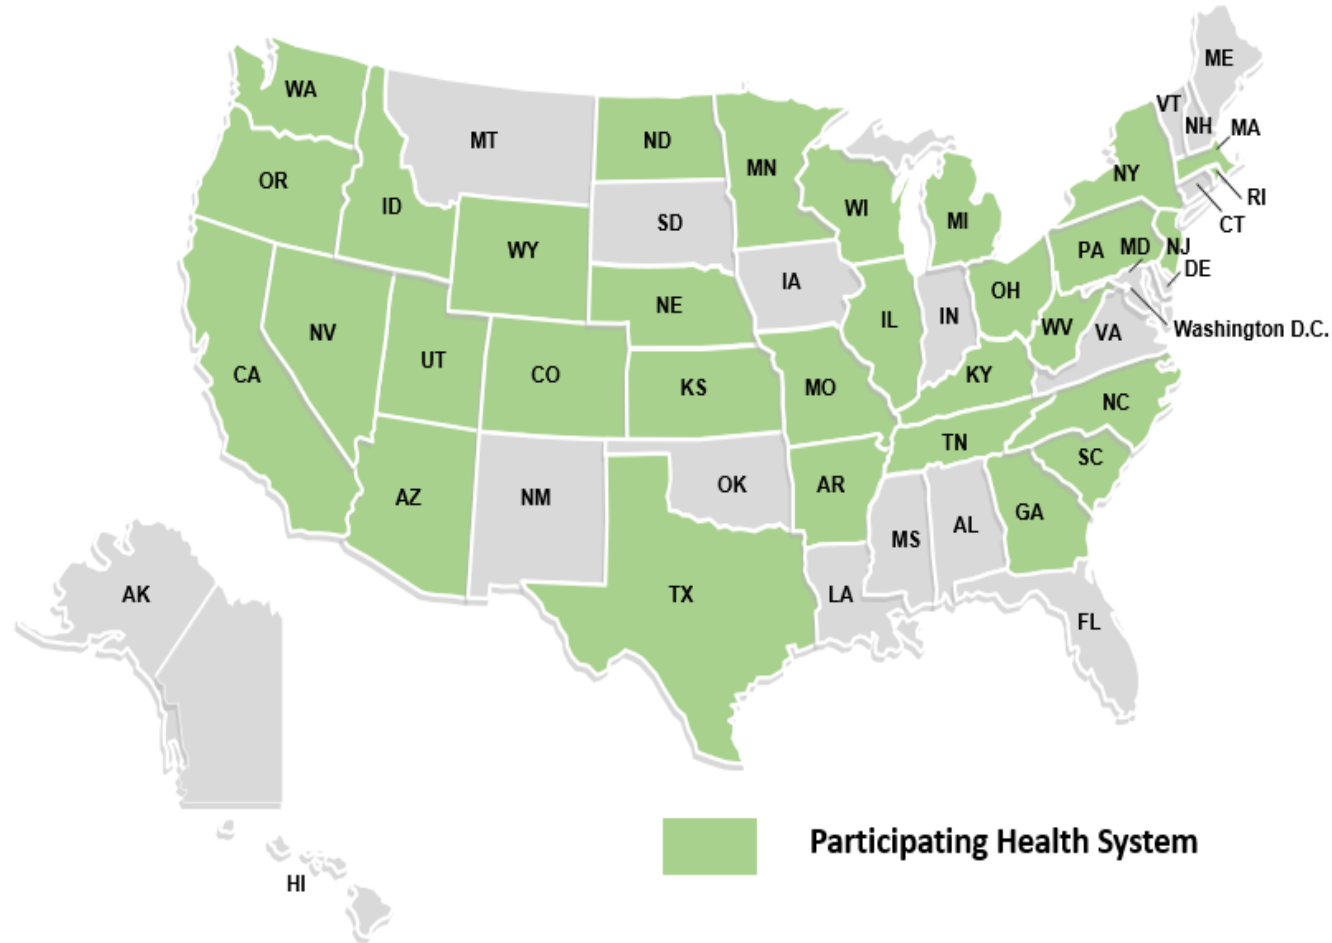 ME
WA
VT
NH
MA
MT
ND
MN
OR
ID
NY
RI
WI
MI
SD
CT
WY
PA
MD
NJ
DE
IA
NE
OH
IL
IN
WV
VA
Washington D.C.
NV
UT
CO
CA
KS
MO
KY
NC
TN
SC
AZ
NM
OK
AR
GA
MS
AL
AK
TX
LA
FL
Participating Health System
HI